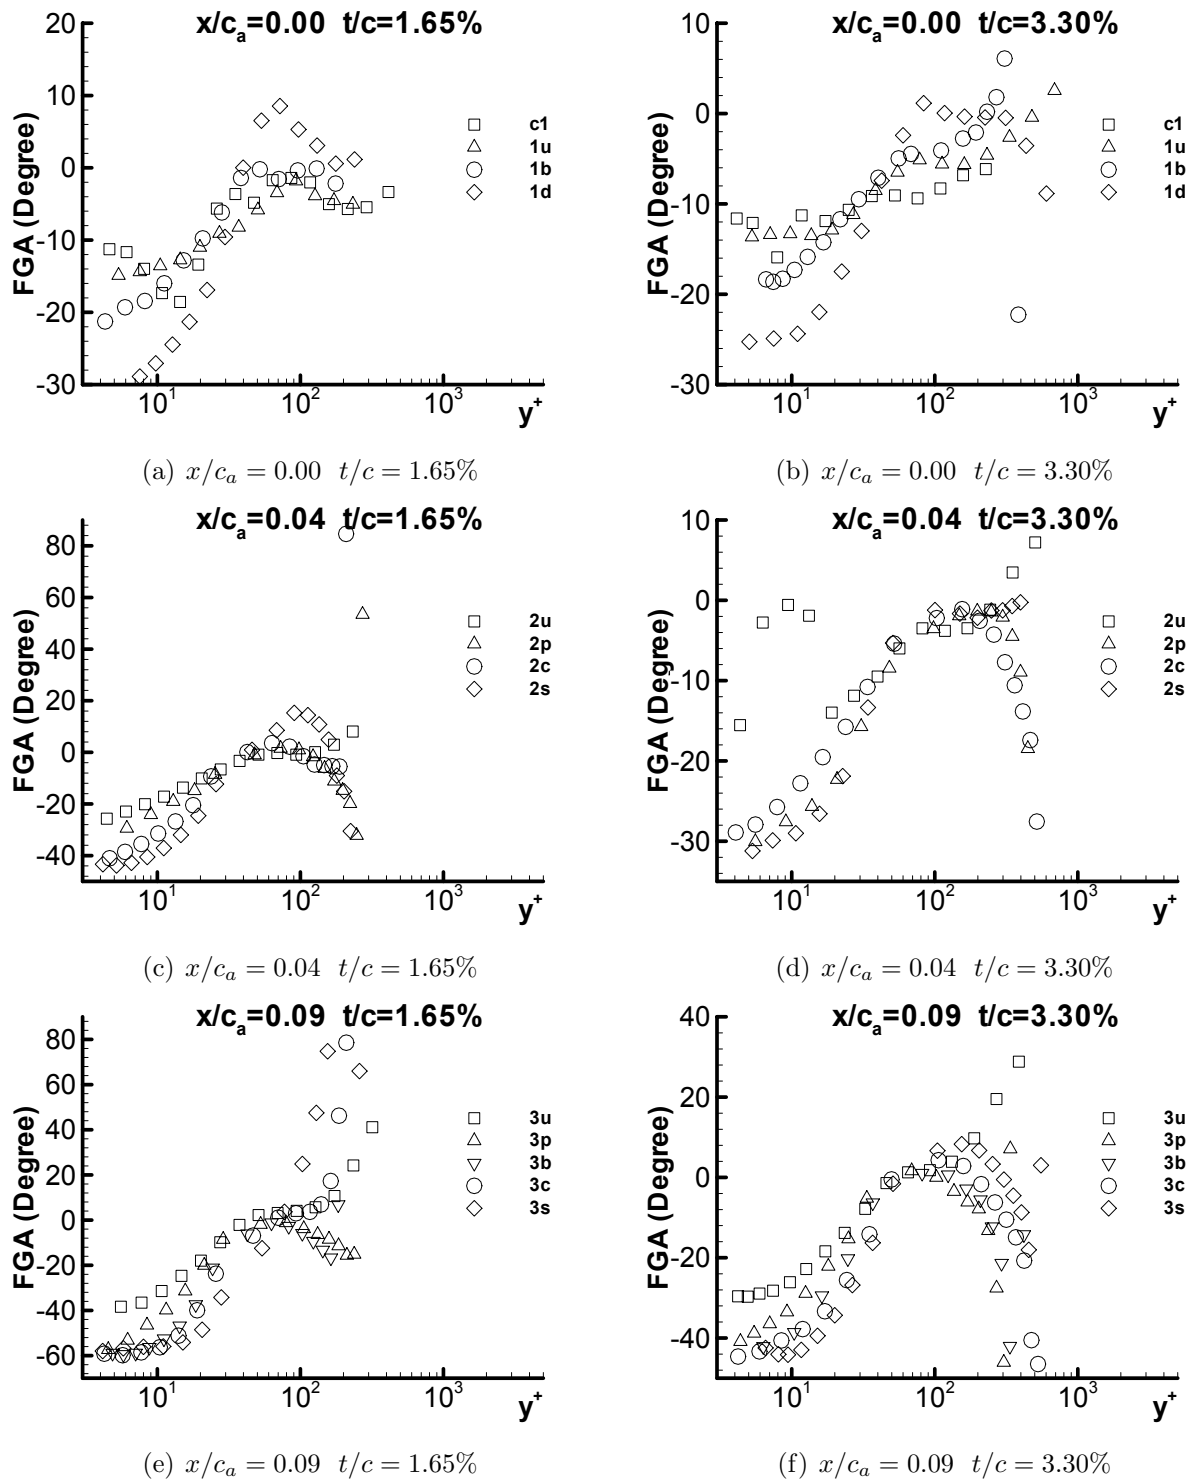 x/cₐ=0.00 t/c=1.65%
FGA (Degree)
20
10
0
-10
-20
-30
10¹
10²
10³
y⁺
c1
1u
1b
1d
(a) x/cₐ = 0.00 t/c = 1.65%
x/cₐ=0.00 t/c=3.30%
FGA (Degree)
10
0
-10
-20
-30
10¹
10²
10³
y⁺
c1
1u
1b
1d
(b) x/cₐ = 0.00 t/c = 3.30%
x/cₐ=0.04 t/c=1.65%
FGA (Degree)
80
60
40
20
0
-20
-40
10¹
10²
10³
y⁺
2u
2p
2c
2s
(c) x/cₐ = 0.04 t/c = 1.65%
x/cₐ=0.04 t/c=3.30%
FGA (Degree)
10
0
-10
-20
-30
10¹
10²
10³
y⁺
2u
2p
2c
2s
(d) x/cₐ = 0.04 t/c = 3.30%
x/cₐ=0.09 t/c=1.65%
FGA (Degree)
80
60
40
20
0
-20
-40
-60
10¹
10²
10³
y⁺
3u
3p
3b
3c
3s
(e) x/cₐ = 0.09 t/c = 1.65%
x/cₐ=0.09 t/c=3.30%
FGA (Degree)
40
20
0
-20
-40
10¹
10²
10³
y⁺
3u
3p
3b
3c
3s
(f) x/cₐ = 0.09 t/c = 3.30%